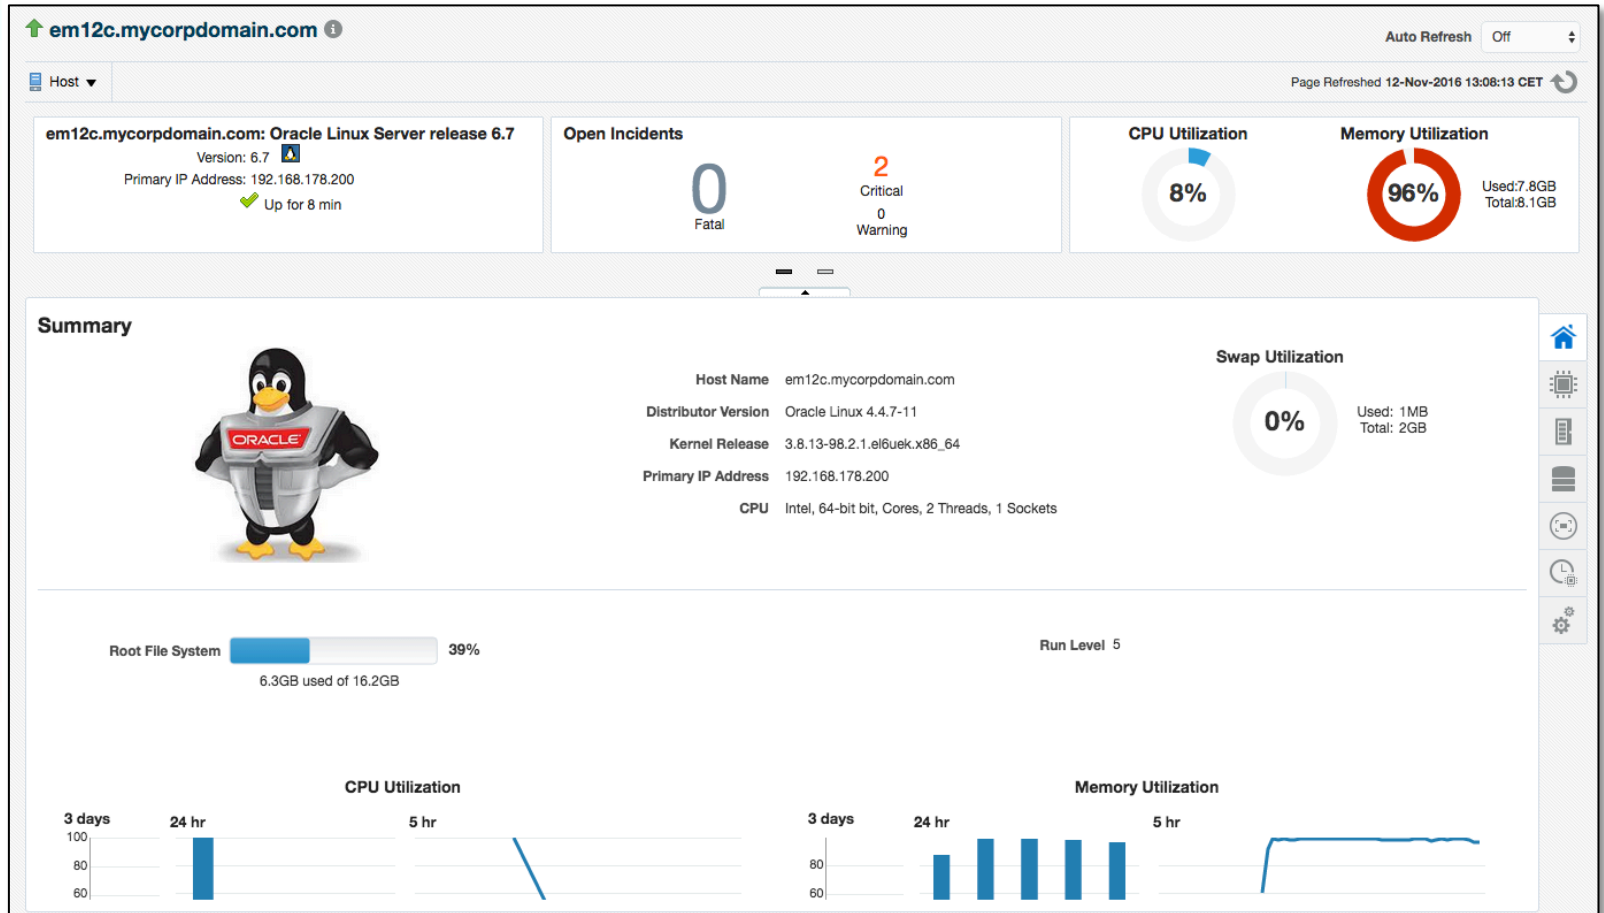 em12c.mycorpdomain.com i
Auto Refresh Off
Host
Page Refreshed 12-Nov-2016 13:08:13 CET
em12c.mycorpdomain.com: Oracle Linux Server release 6.7
Version: 6.7
Primary IP Address: 192.168.178.200
Up for 8 min
Open Incidents
0
Fatal
2
Critical
0
Warning
CPU Utilization
8%
Memory Utilization
96%
Used:7.8GB
Total:8.1GB
Summary
ORACLE
Host Name em12c.mycorpdomain.com
Distributor Version Oracle Linux 4.4.7-11
Kernel Release 3.8.13-98.2.1.el6uek.x86_64
Primary IP Address 192.168.178.200
CPU Intel, 64-bit bit, Cores, 2 Threads, 1 Sockets
Swap Utilization
0%
Used: 1MB
Total: 2GB
Root File System 39%
6.3GB used of 16.2GB
Run Level 5
CPU Utilization
3 days 24 hr 5 hr
100
80
60
Memory Utilization
3 days 24 hr 5 hr
80
60